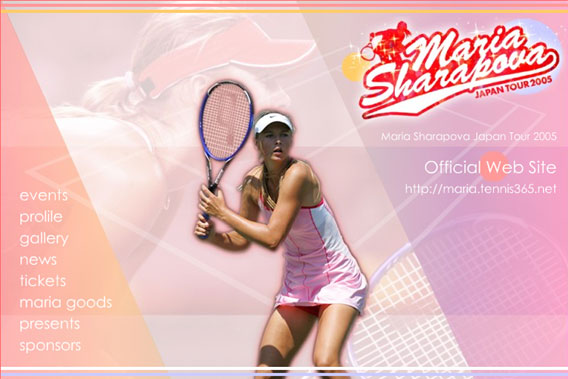 Maria
Sharapova
JAPAN TOUR 2005
Maria Sharapova Japan Tour 2005
Official Web Site
http://maria.tennis365.net
events
prolile
gallery
news
tickets
maria goods
presents
sponsors